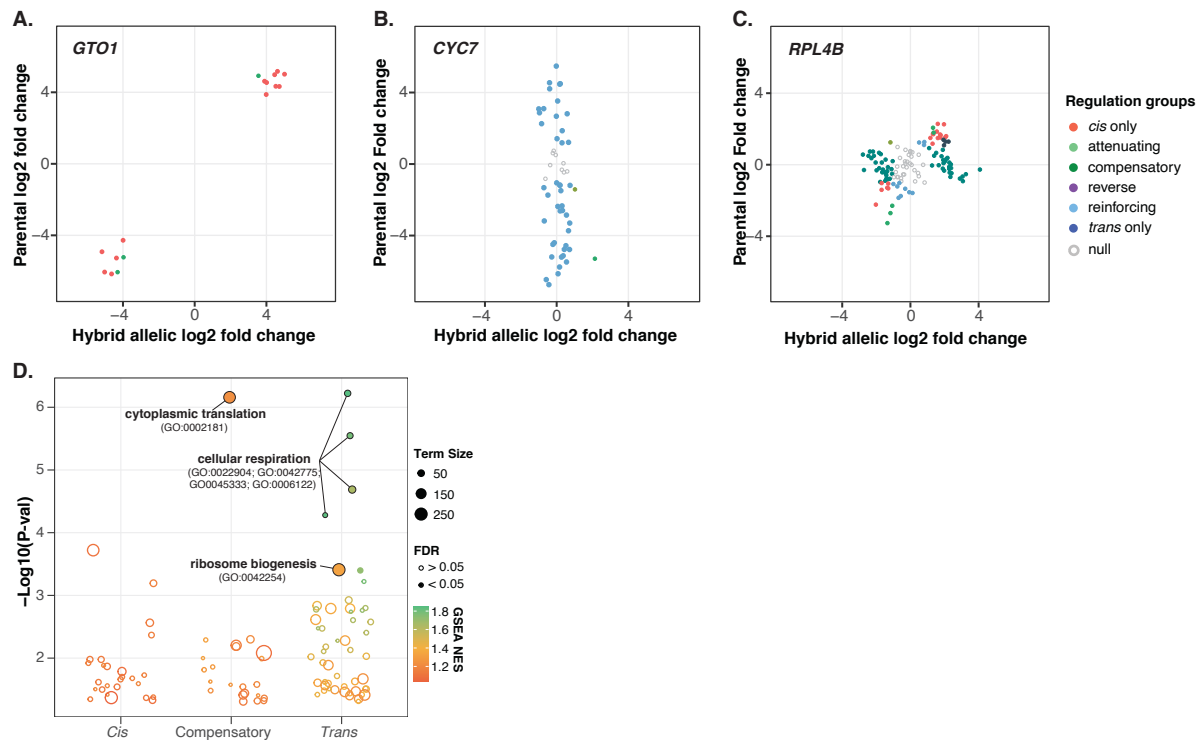 A.
GTO1
Parental log2 fold change
4
0
−4
−4
0
4
Hybrid allelic log2 fold change
B.
CYC7
Parental log2 Fold change
4
0
−4
−4
0
4
Hybrid allelic log2 fold change
C.
RPL4B
Parental log2 Fold change
4
0
−4
−4
0
4
Hybrid allelic log2 fold change
Regulation groups
cis only
attenuating
compensatory
reverse
reinforcing
trans only
null
D.
−Log10(P-val)
6
5
4
3
2
cytoplasmic translation
(GO:0002181)
cellular respiration
(GO:0022904; GO:0042775;
GO0045333; GO:0006122)
ribosome biogenesis
(GO:0042254)
Cis
Compensatory
Trans
Term Size
50
150
250
FDR
> 0.05
< 0.05
1.8
1.6
1.4
1.2
GSEA NES